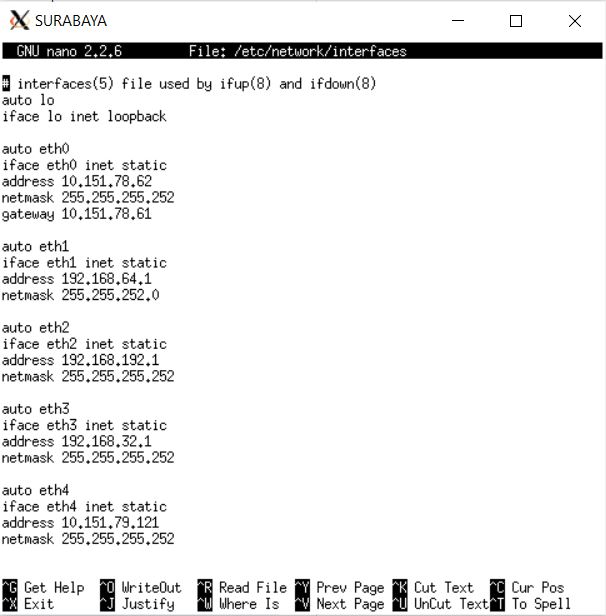 SURABAYA
GNU nano 2.2.6 File: /etc/network/interfaces
# interfaces(5) file used by ifup(8) and ifdown(8)
auto lo
iface lo inet loopback
auto eth0
iface eth0 inet static
address 10.151.78.62
netmask 255.255.255.252
gateway 10.151.78.61
auto eth1
iface eth1 inet static
address 192.168.64.1
netmask 255.255.252.0
auto eth2
iface eth2 inet static
address 192.168.192.1
netmask 255.255.255.252
auto eth3
iface eth3 inet static
address 192.168.32.1
netmask 255.255.255.252
auto eth4
iface eth4 inet static
address 10.151.79.121
netmask 255.255.255.252
^G Get Help ^O WriteOut ^R Read File ^Y Prev Page ^K Cut Text ^C Cur Pos
^X Exit ^J Justify ^W Where Is ^V Next Page ^U UnCut Text ^T To Spell